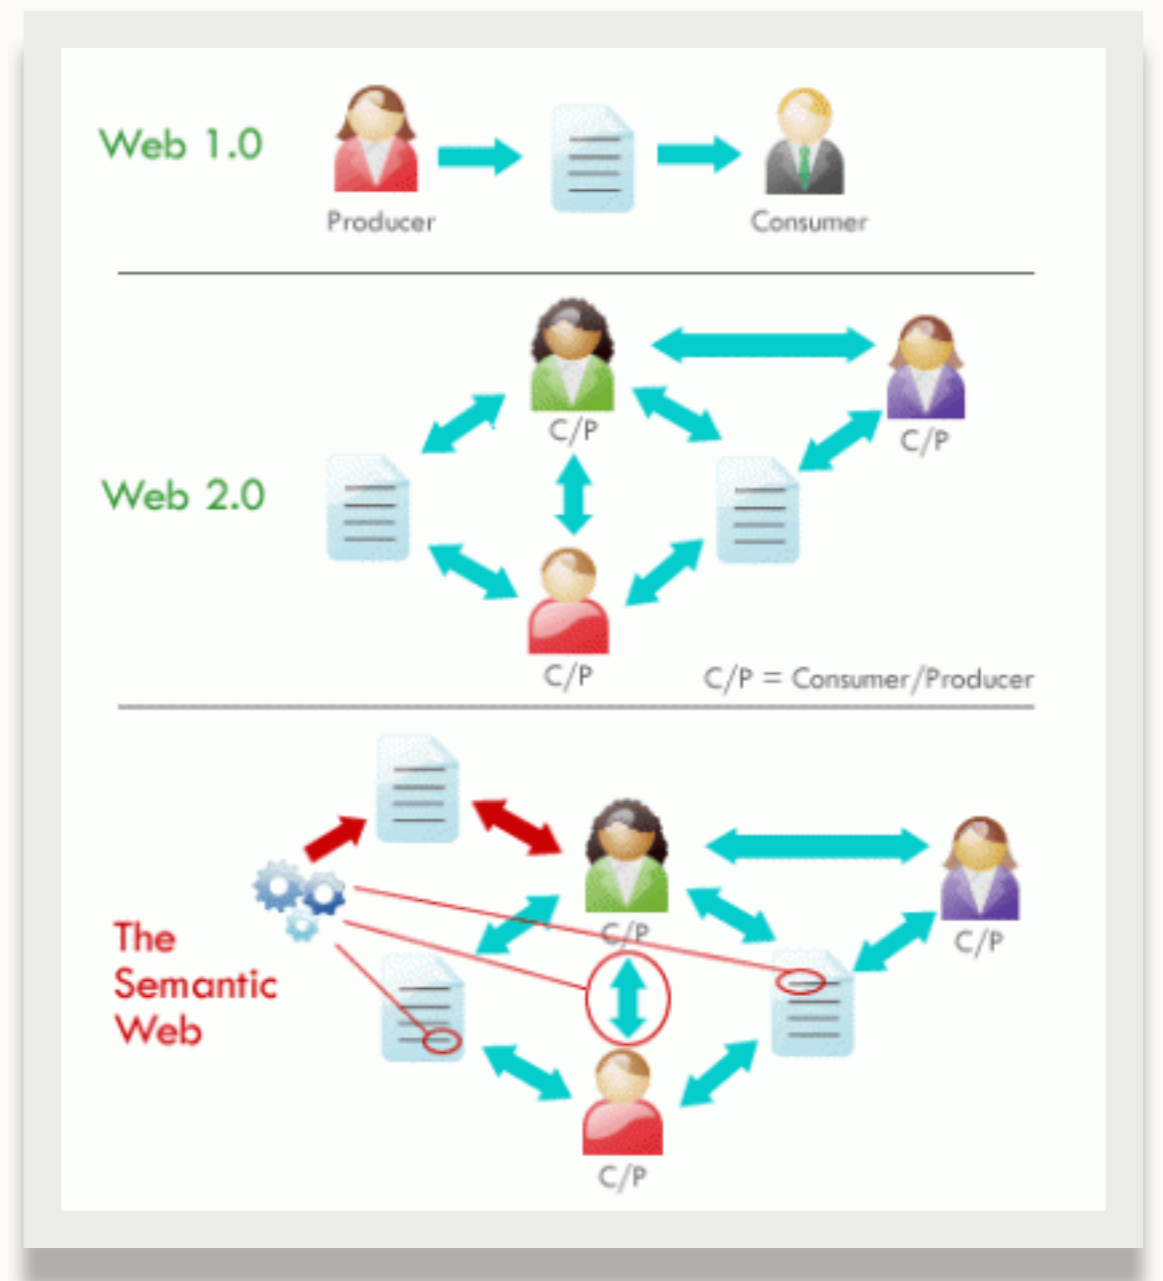 Web 1.0
Producer
Consumer
C/P
C/P
Web 2.0
C/P
C/P = Consumer/Producer
C/P
C/P
The
Semantic
Web
C/P